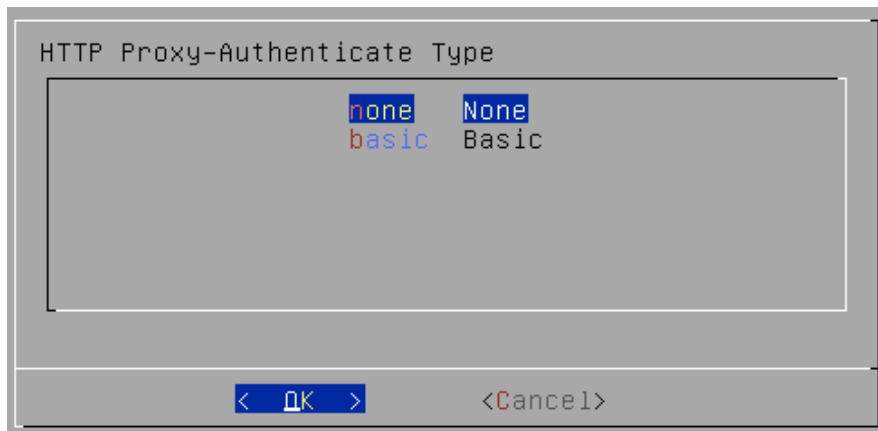 HTTP Proxy-Authenticate Type
none None
basic Basic
< OK > <Cancel>